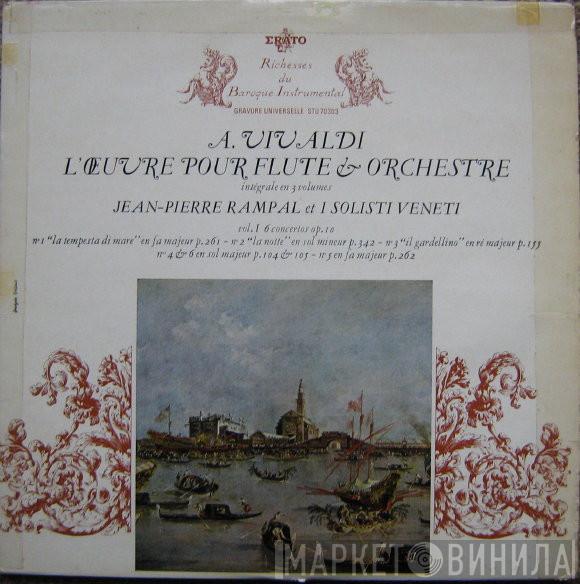 ERATO
Richesses
du
Baroque Instrumental
GRAVURE UNIVERSELLE STU 70303
A. VIVALDI
L'ŒUVRE POUR FLUTE & ORCHESTRE
intégrale en 3 volumes
JEAN-PIERRE RAMPAL et I SOLISTI VENETI
vol. I 6 concertos op. 10
n° 1 "la tempesta di mare" en fa majeur p. 261 - n° 2 "la notte" en sol mineur p. 342 - n° 3 "il gardellino" en ré majeur p. 155
n° 4 & 6 en sol majeur p. 104 & 105 - n° 5 en fa majeur p. 262
МАРКЕТ ВИНИЛА